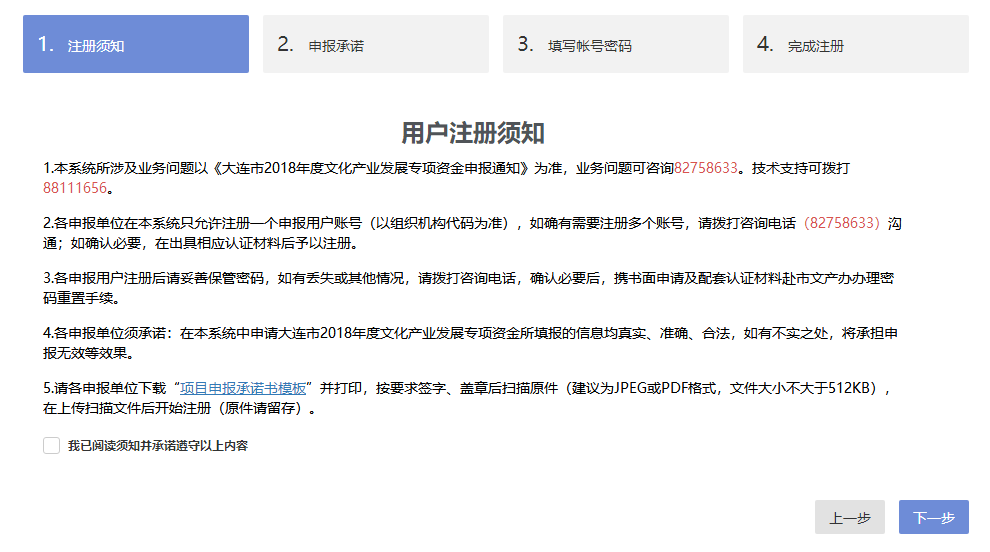 1. 注册须知
2. 申报承诺
3. 填写帐号密码
4. 完成注册
用户注册须知
1.本系统所涉及业务问题以《大连市2018年度文化产业发展专项资金申报通知》为准，业务问题可咨询82758633。技术支持可拨打
88111656。
2.各申报单位在本系统只允许注册一个申报用户账号（以组织机构代码为准），如确有需要注册多个账号，请拨打咨询电话（82758633）沟
通；如确认必要，在出具相应认证材料后予以注册。
3.各申报用户注册后请妥善保管密码，如有丢失或其他情况，请拨打咨询电话，确认必要后，携书面申请及配套认证材料赴市文产办办理密
码重置手续。
4.各申报单位须承诺：在本系统中申请大连市2018年度文化产业发展专项资金所填报的信息均真实、准确、合法，如有不实之处，将承担申
报无效等效果。
5.请各申报单位下载“项目申报承诺书模板”并打印，按要求签字、盖章后扫描原件（建议为JPEG或PDF格式，文件大小不大于512KB），
在上传扫描文件后开始注册（原件请留存）。
我已阅读须知并承诺遵守以上内容
上一步
下一步